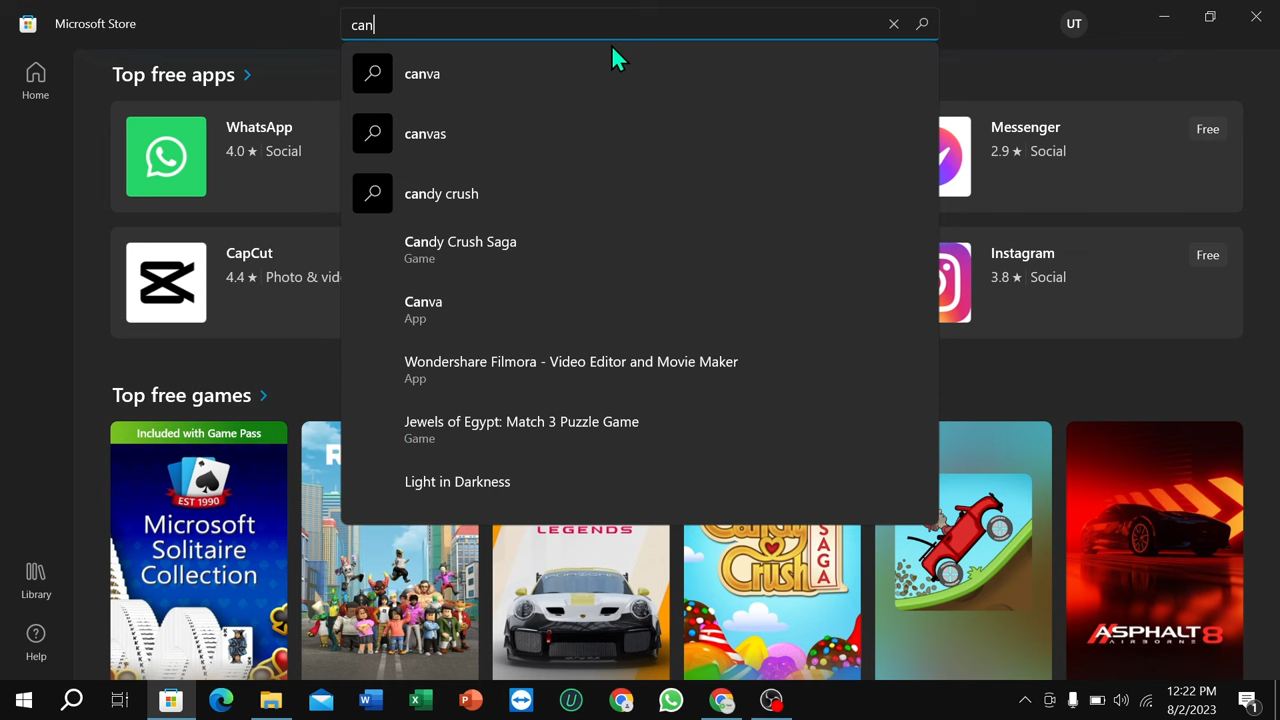 Microsoft Store
can
UT
Home
Top free apps
canva
canvas
candy crush
Candy Crush Saga
Game
Canva
App
Wondershare Filmora - Video Editor and Movie Maker
App
Jewels of Egypt: Match 3 Puzzle Game
Game
Light in Darkness
WhatsApp
4.0 ★ Social
Messenger
2.9 ★ Social
Free
CapCut
4.4 ★ Photo & vid
Instagram
3.8 ★ Social
Free
Top free games
Included with Game Pass
EST 1990
Microsoft
Solitaire
Collection
R
LEGENDS
Candy
Crush
SAGA
ASPHALT 8
AIRBORNE
Library
Help
12:22 PM
8/2/2023
1